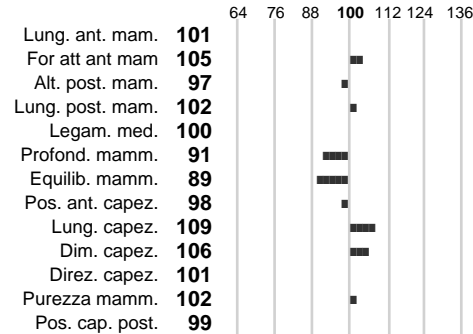 64 76 88 100 112 124 136
Lung. ant. mam. 101
For att ant mam 105
Alt. post. mam. 97
Lung. post. mam. 102
Legam. med. 100
Profond. mamm. 91
Equilib. mamm. 89
Pos. ant. capez. 98
Lung. capez. 109
Dim. capez. 106
Direz. capez. 101
Purezza mamm. 102
Pos. cap. post. 99